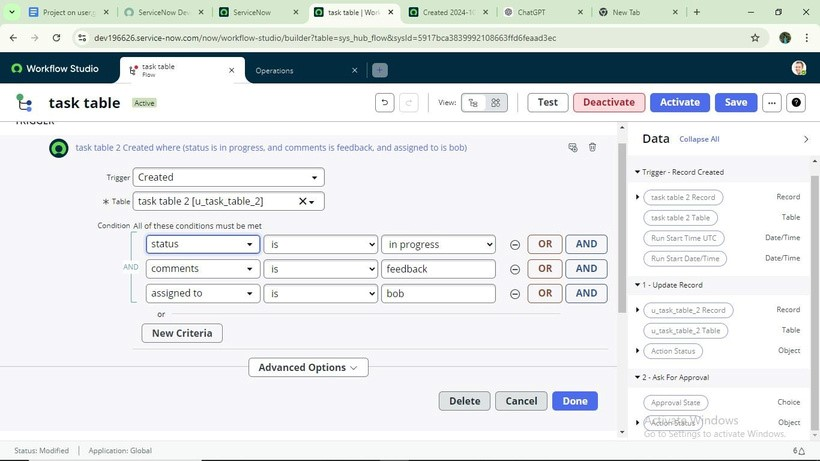 Project on user
ServiceNow De
ServiceNow
task table | Work
Created 2024-1
ChatGPT
New Tab
dev196626.service-now.com/now/workflow-studio/builder?table=sys_hub_flow&sysId=5917bca3839992108663ffd6feaad3ec
Workflow Studio
task table
Flow
Operations
task table
Active
View:
Test
Deactivate
Activate
Save
TRIGGER
task table 2 Created where (status is in progress, and comments is feedback, and assigned to is bob)
Trigger
Created
* Table
task table 2 [u_task_table_2]
Condition All of these conditions must be met
status
is
in progress
OR
AND
AND
comments
is
feedback
OR
AND
assigned to
is
bob
OR
AND
or
New Criteria
Advanced Options
Delete
Cancel
Done
Data
Collapse All
Trigger - Record Created
task table 2 Record
Record
task table 2 Table
Table
Run Start Time UTC
Date/Time
Run Start Date/Time
Date/Time
1 - Update Record
u_task_table_2 Record
Record
u_task_table_2 Table
Table
Action Status
Object
2 - Ask For Approval
Approval State
Choice
Action Status
Object
Activate Windows
Go to Settings to activate Windows.
Status: Modified
Application: Global
6